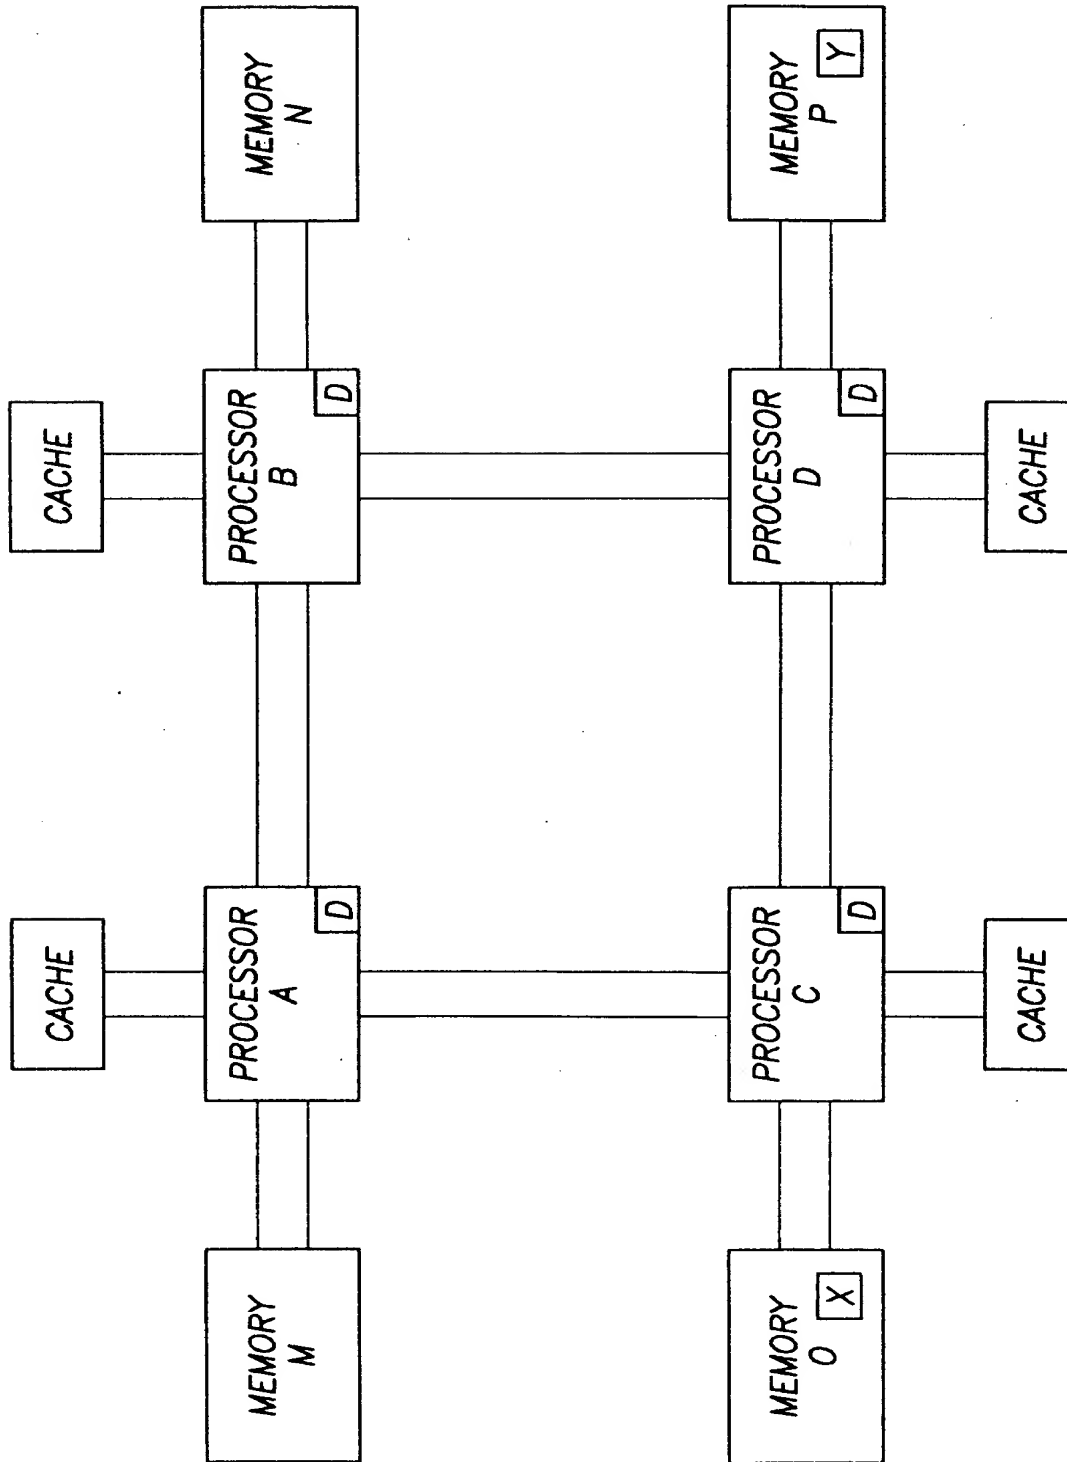 CACHE
CACHE
MEMORY
M
PROCESSOR
A
D
PROCESSOR
B
D
MEMORY
N
MEMORY
O
X
PROCESSOR
C
D
PROCESSOR
D
D
MEMORY
P
Y
CACHE
CACHE